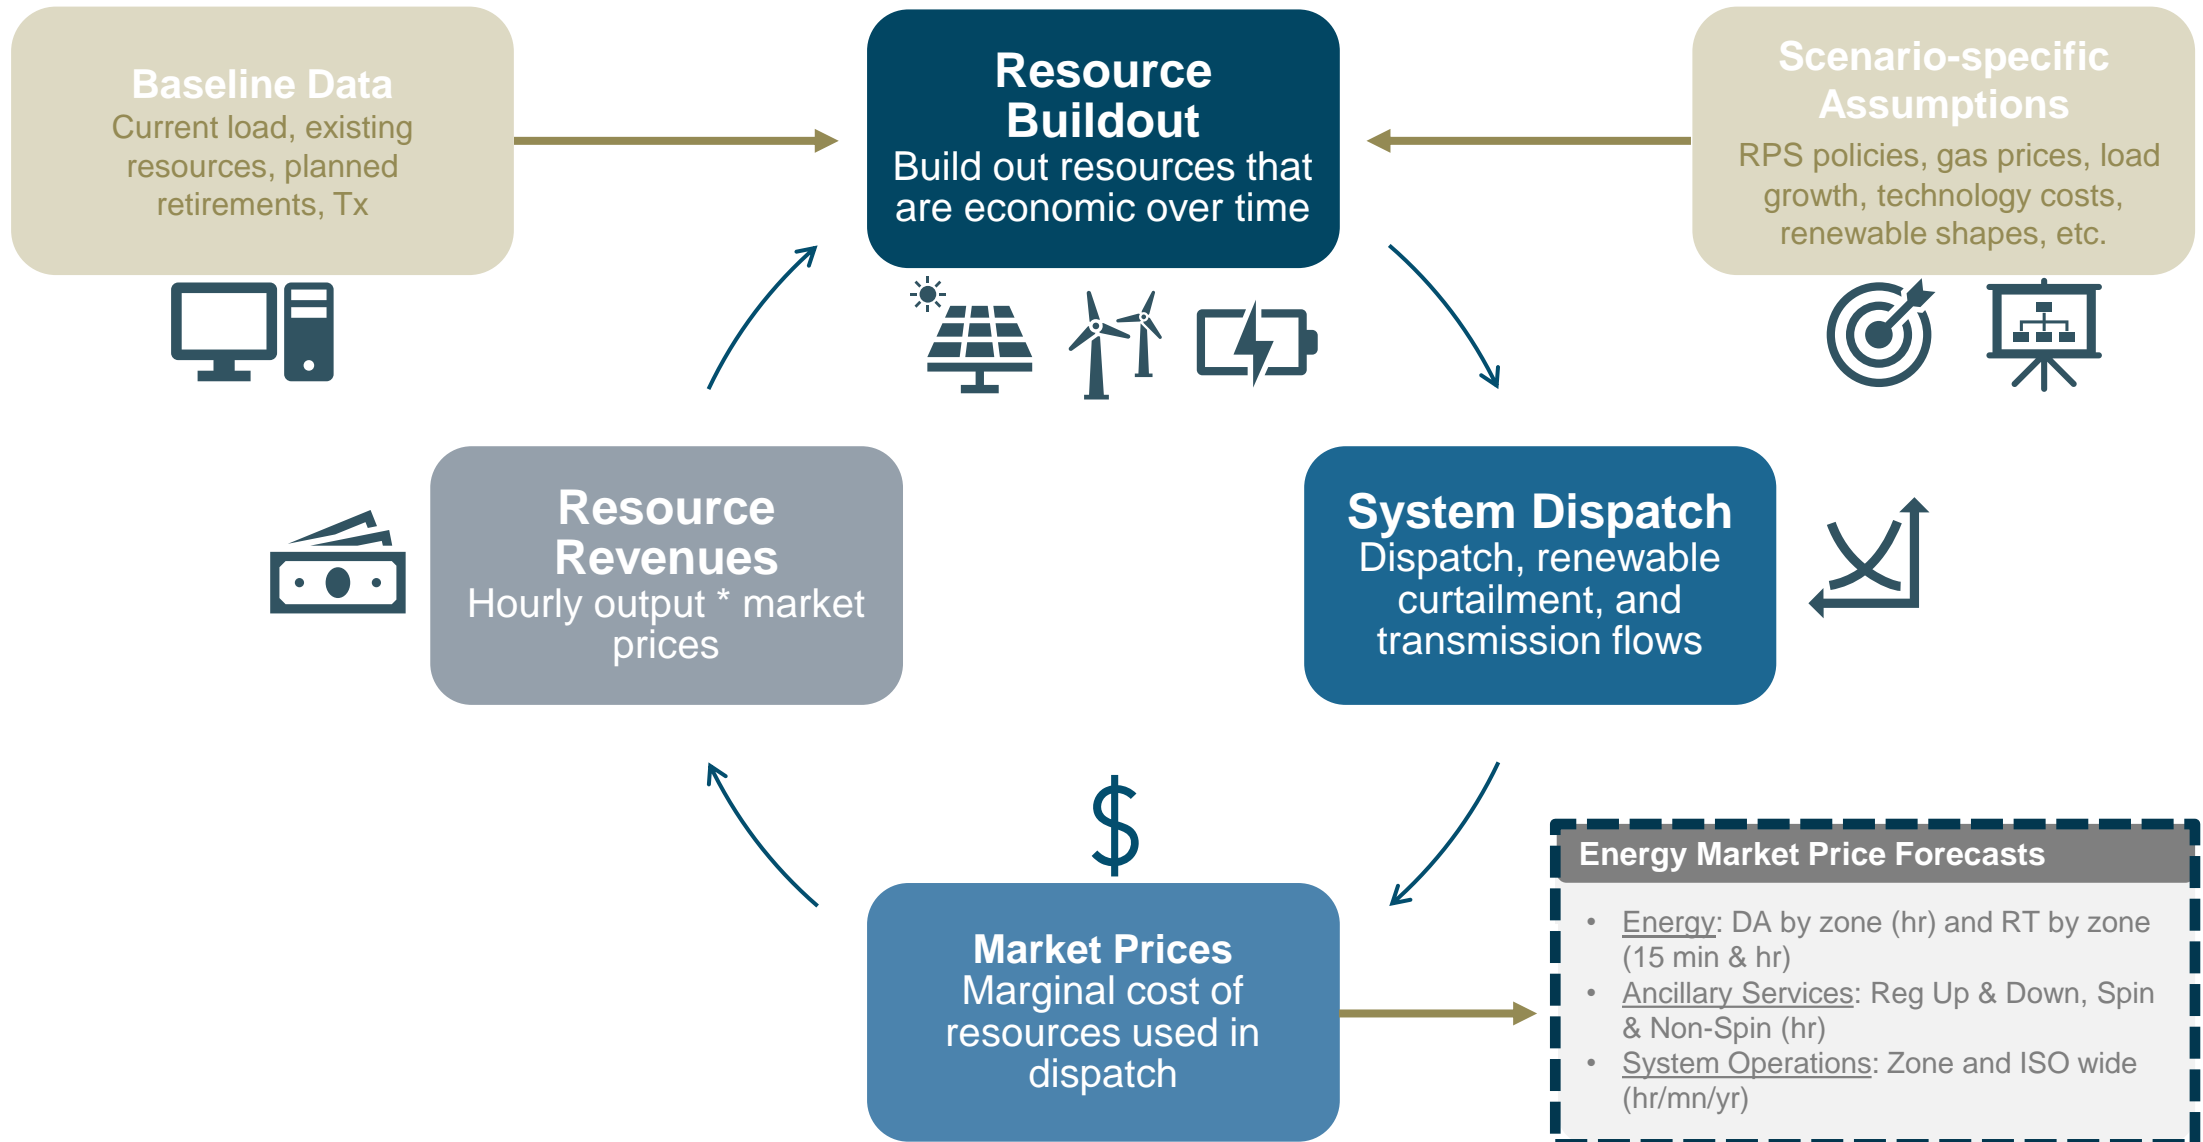 Baseline Data
Current load, existing
resources, planned
retirements, Tx
Resource
Buildout
Build out resources that
are economic over time
Scenario-specific
Assumptions
RPS policies, gas prices, load
growth, technology costs,
renewable shapes, etc.
Resource
Revenues
Hourly output * market
prices
System Dispatch
Dispatch, renewable
curtailment, and
transmission flows
$
Market Prices
Marginal cost of
resources used in
dispatch
Energy Market Price Forecasts
• Energy: DA by zone (hr) and RT by zone
(15 min & hr)
• Ancillary Services: Reg Up & Down, Spin
& Non-Spin (hr)
• System Operations: Zone and ISO wide
(hr/mn/yr)